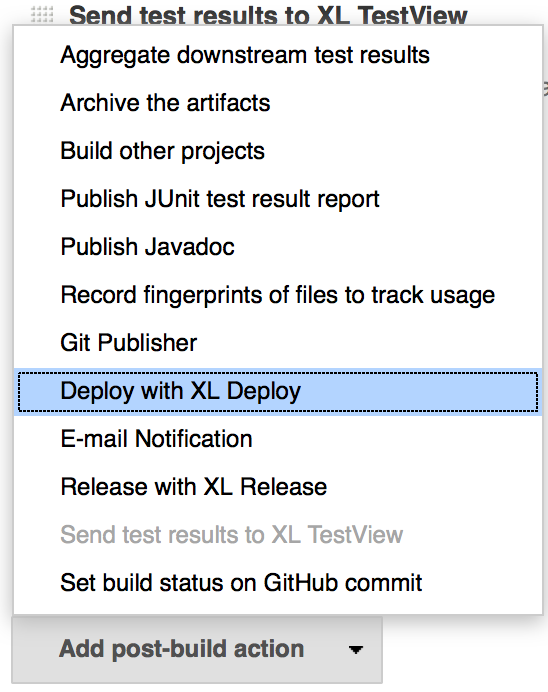 Send test results to XL TestView
Aggregate downstream test results
Archive the artifacts
Build other projects
Publish JUnit test result report
Publish Javadoc
Record fingerprints of files to track usage
Git Publisher
Deploy with XL Deploy
E-mail Notification
Release with XL Release
Send test results to XL TestView
Set build status on GitHub commit
Add post-build action